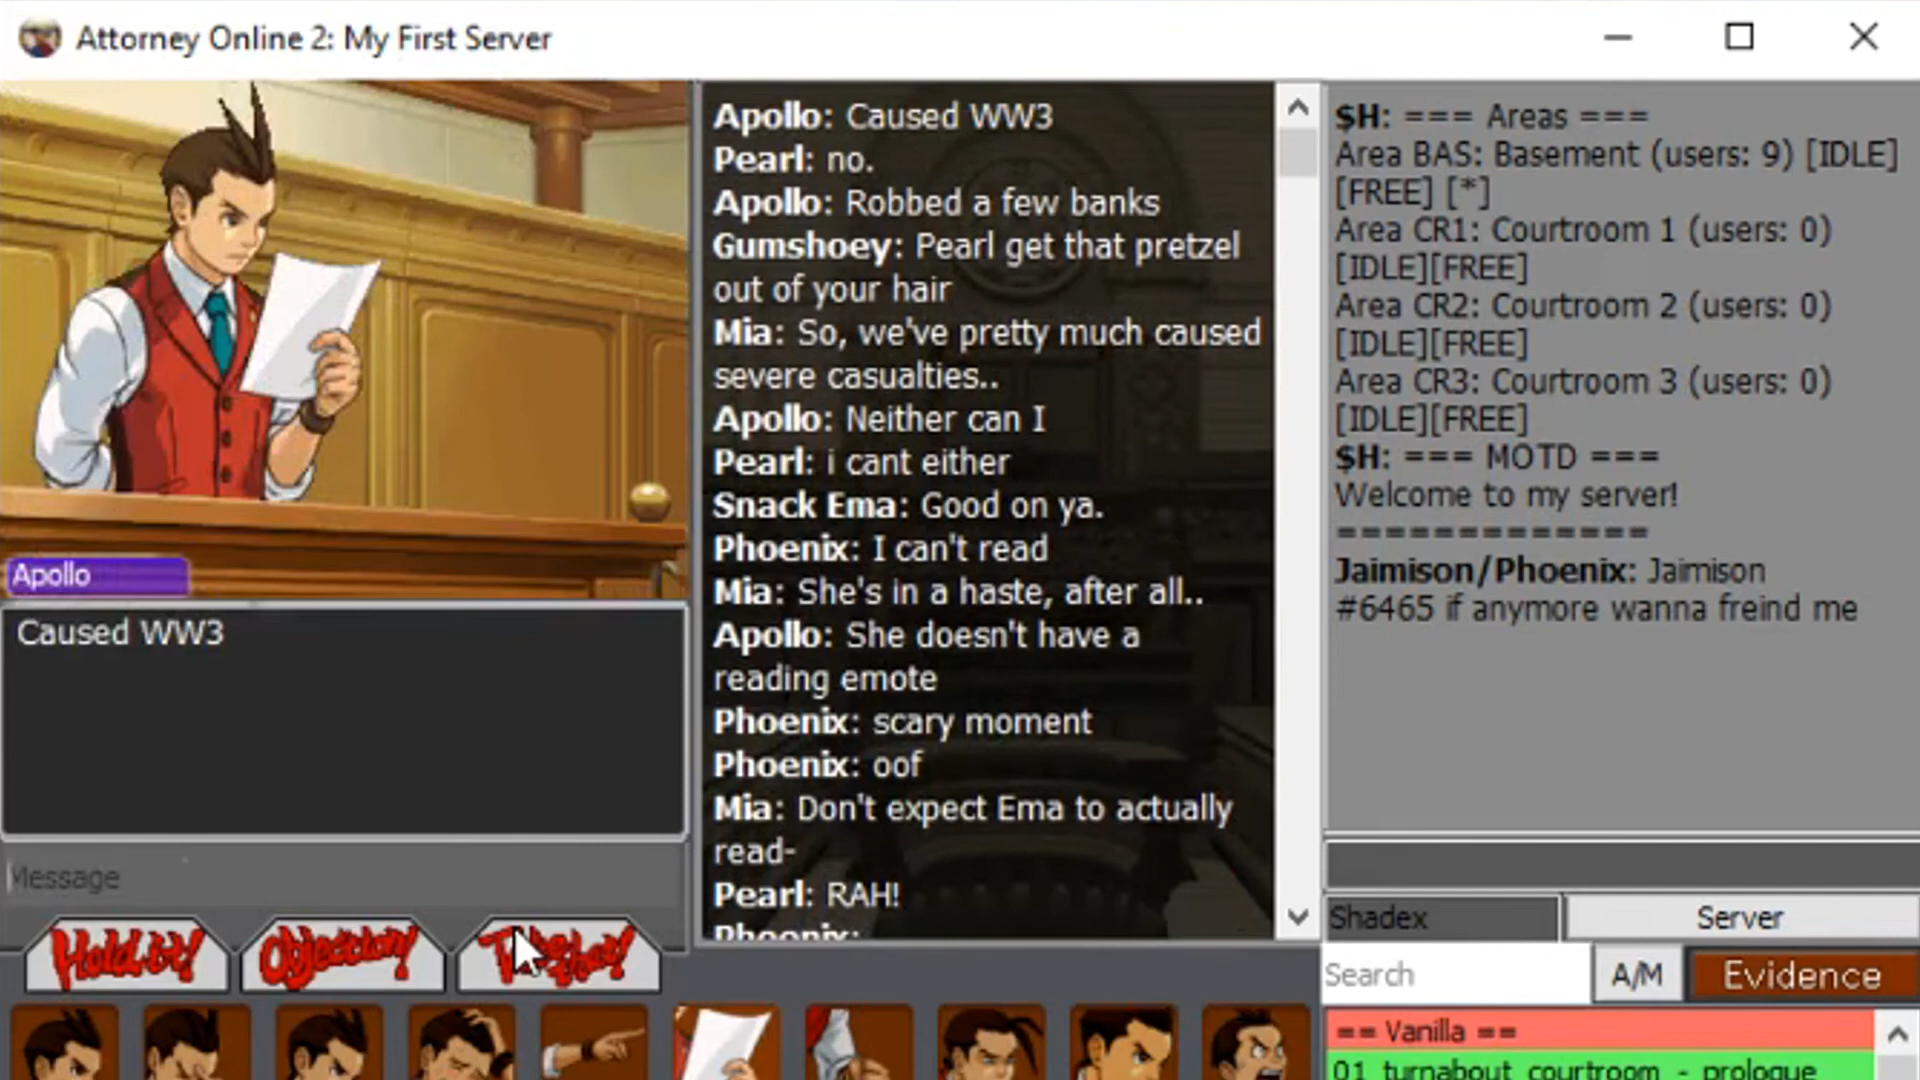 Attorney Online 2: My First Server
Apollo
Caused WW3
Message
Hold it!
Objection!
Take that!
Apollo: Caused WW3
Pearl: no.
Apollo: Robbed a few banks
Gumshoey: Pearl get that pretzel
out of your hair
Mia: So, we've pretty much caused
severe casualties..
Apollo: Neither can I
Pearl: i cant either
Snack Ema: Good on ya.
Phoenix: I can't read
Mia: She's in a haste, after all..
Apollo: She doesn't have a
reading emote
Phoenix: scary moment
Phoenix: oof
Mia: Don't expect Ema to actually
read-
Pearl: RAH!
Phoenix:
$H: === Areas ===
Area BAS: Basement (users: 9) [IDLE]
[FREE] [*]
Area CR1: Courtroom 1 (users: 0)
[IDLE][FREE]
Area CR2: Courtroom 2 (users: 0)
[IDLE][FREE]
Area CR3: Courtroom 3 (users: 0)
[IDLE][FREE]
$H: === MOTD ===
Welcome to my server!
=============
Jaimison/Phoenix: Jaimison
#6465 if anymore wanna freind me
Shadex
Server
Search
A/M
Evidence
== Vanilla ==
01 turnabout courtroom - prologue